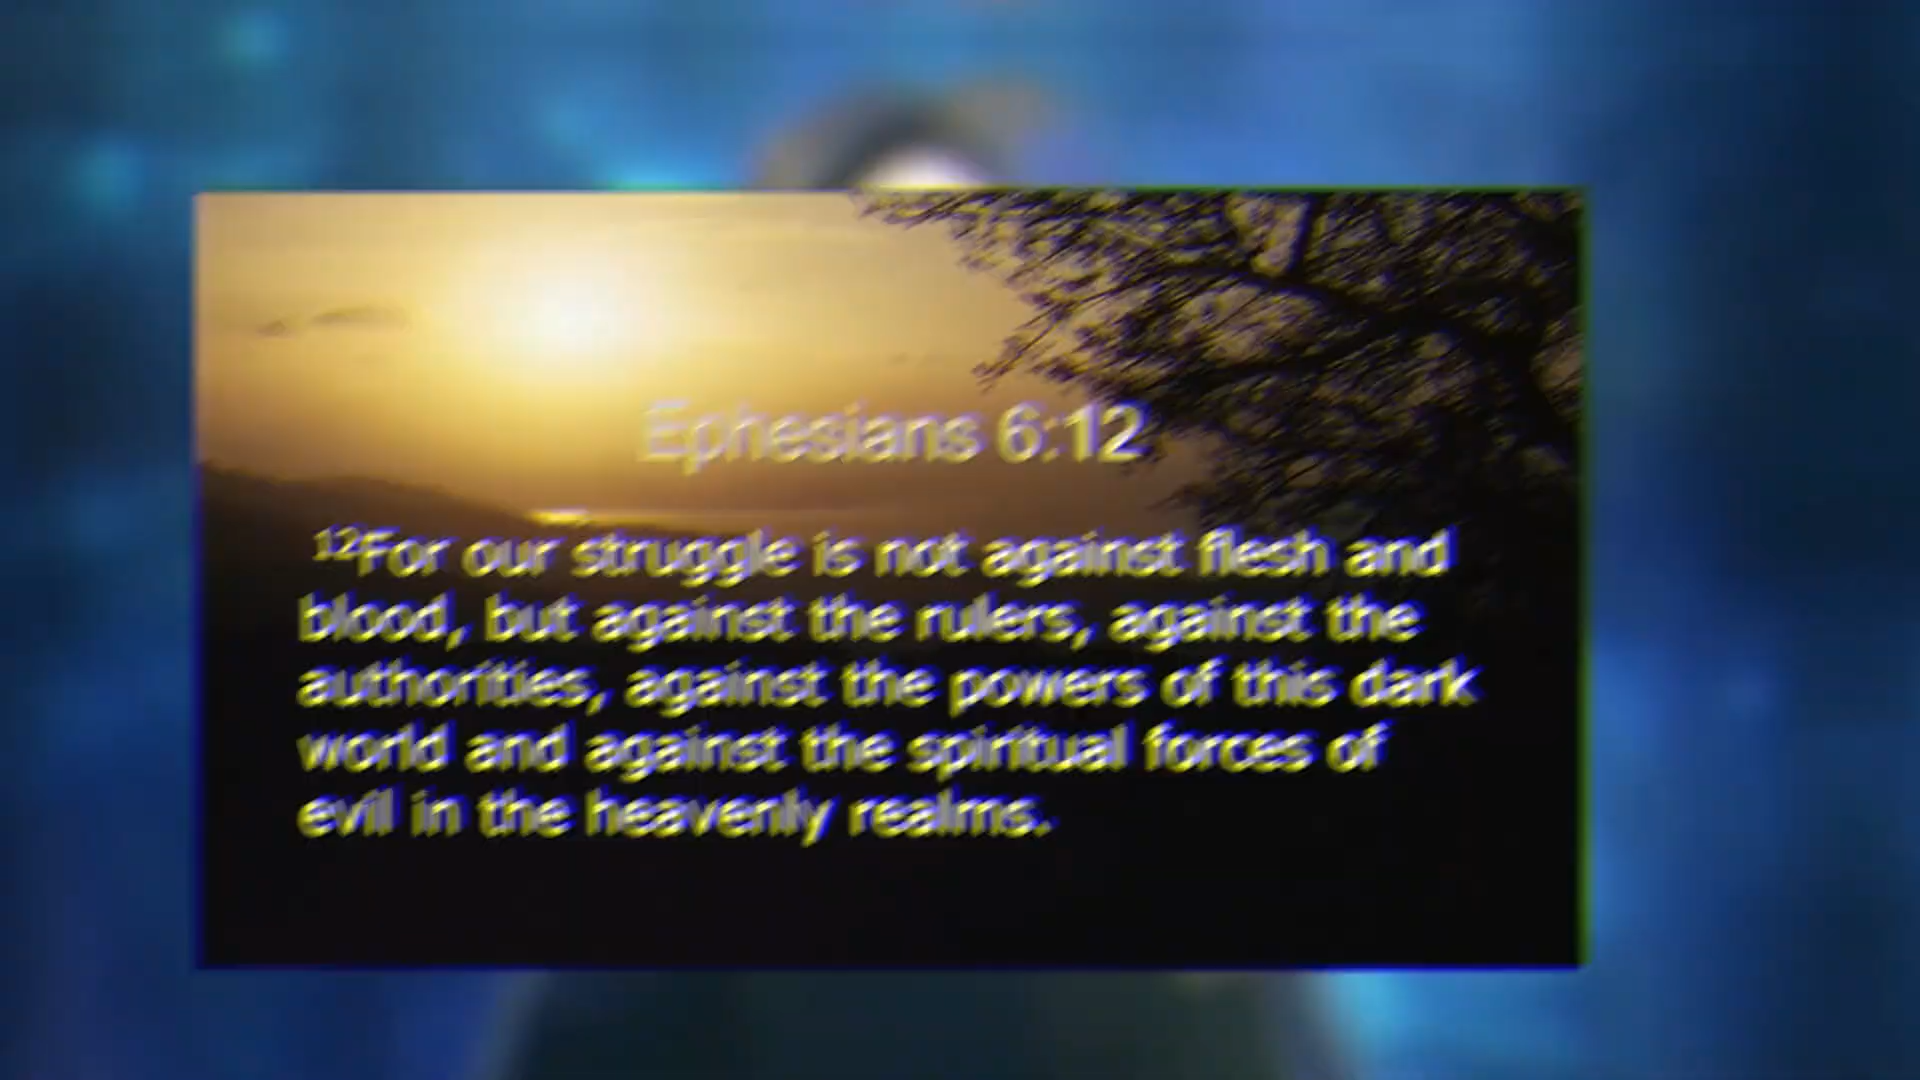 Ephesians 6:12
12For our struggle is not against flesh and
blood, but against the rulers, against the
authorities, against the powers of this dark
world and against the spiritual forces of
evil in the heavenly realms.